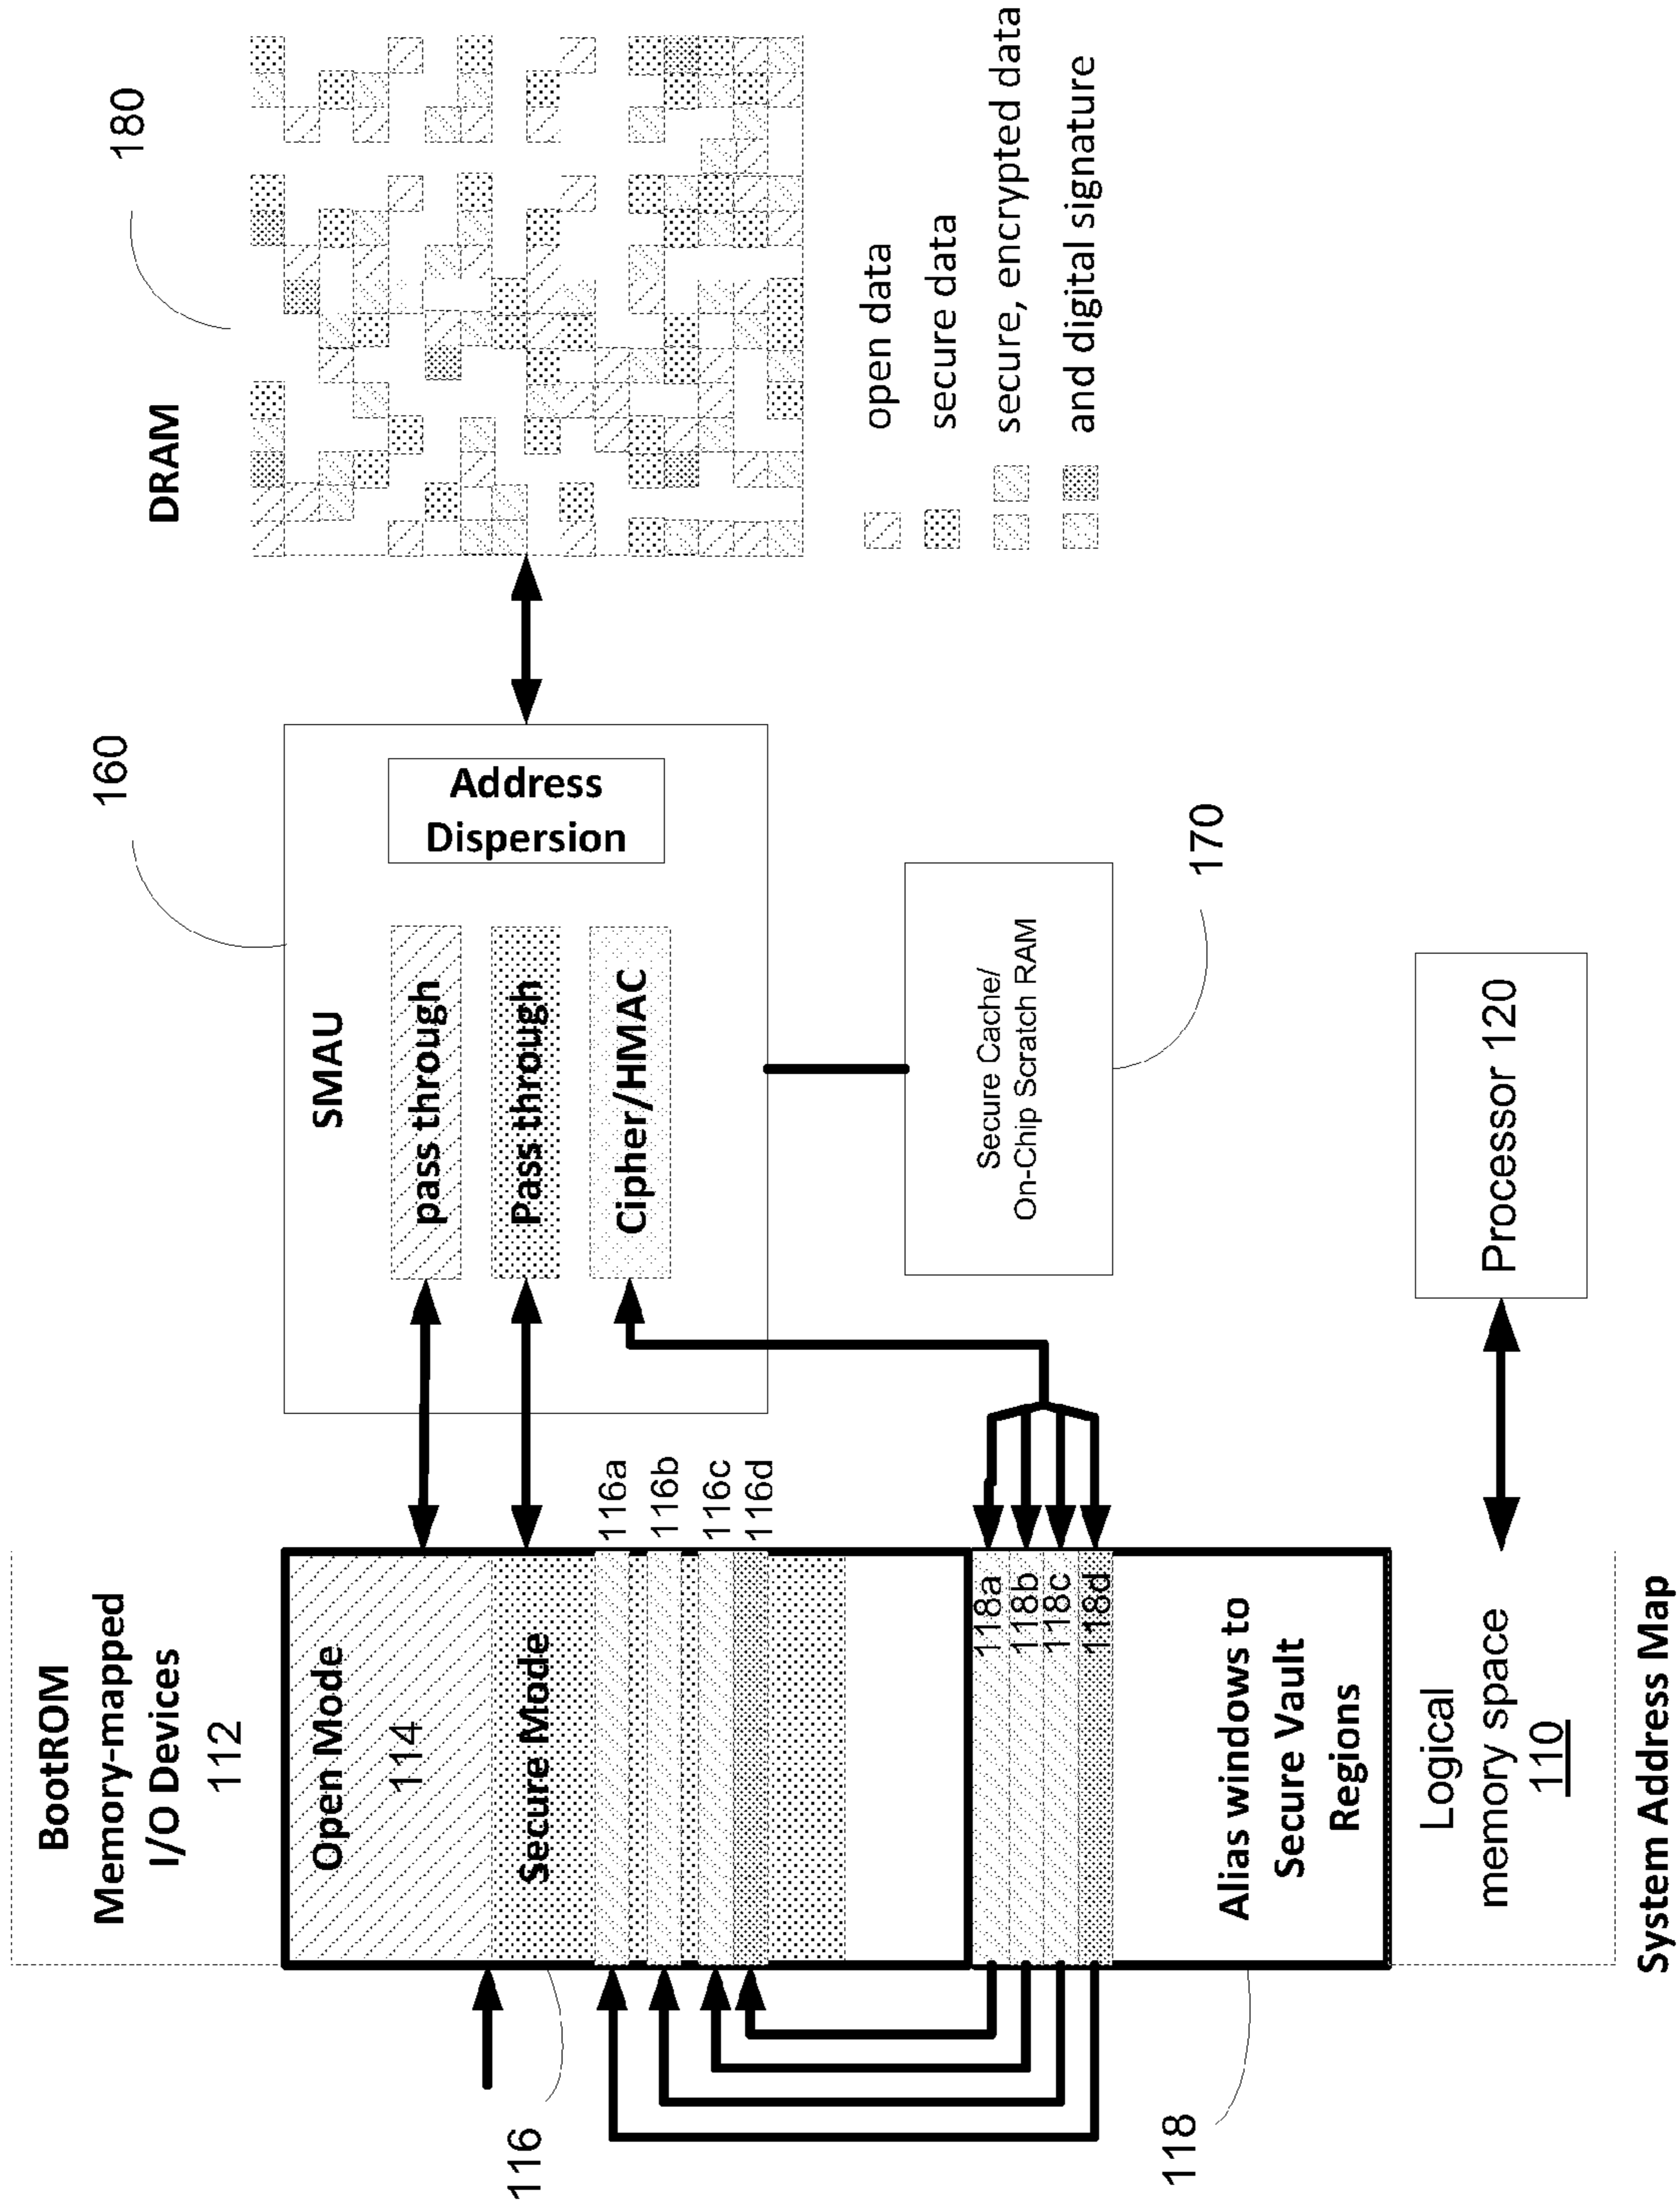 BootROM
Memory-mapped
I/O Devices
112
Open Mode
114
Secure Mode
116
116a
116b
116c
116d
118a
118b
118c
118d
118
Alias windows to
Secure Vault
Regions
Logical
memory space
110
System Address Map
160
SMAU
pass through
Pass through
Cipher/HMAC
Address
Dispersion
Secure Cache/
On-Chip Scratch RAM
170
Processor 120
DRAM
180
open data
secure data
secure, encrypted data
and digital signature